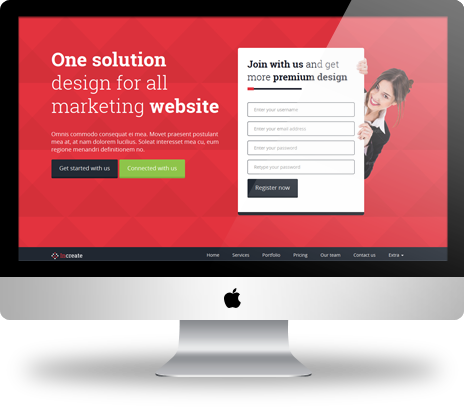 One solution
design for all
marketing website
Omnis commodo consequat ei mea. Movet praesent postulant
mea at, at nam dolorem lucilius. Soleat interesset mea cu, eum
regione menandri definitionem no.
Get started with us
Connected with us
Join with us and get
more premium design
Enter your username
Enter your email address
Enter your password
Retype your password
Register now
Increate
Home
Services
Portfolio
Pricing
Our team
Contact us
Extra